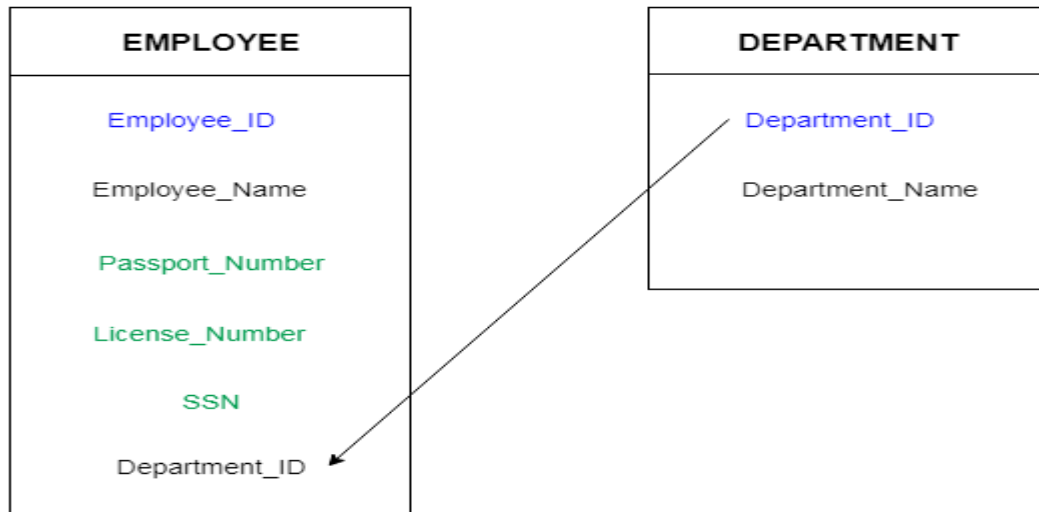 EMPLOYEE
Employee_ID
Employee_Name
Passport_Number
License_Number
SSN
Department_ID
DEPARTMENT
Department_ID
Department_Name